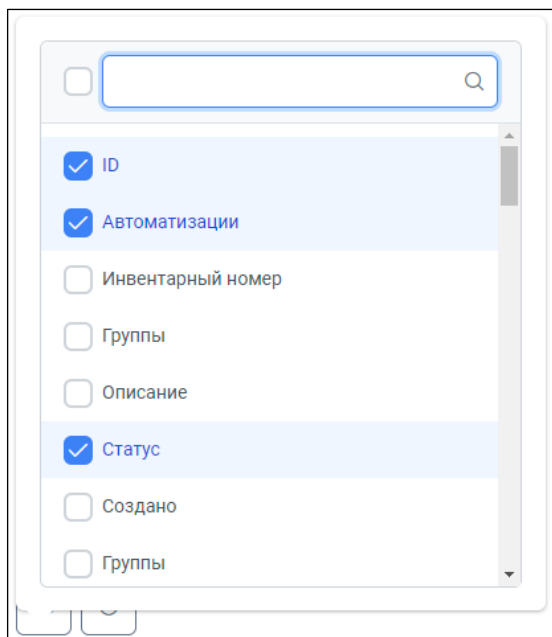 ID
Автоматизации
Инвентарный номер
Группы
Описание
Статус
Создано
Группы